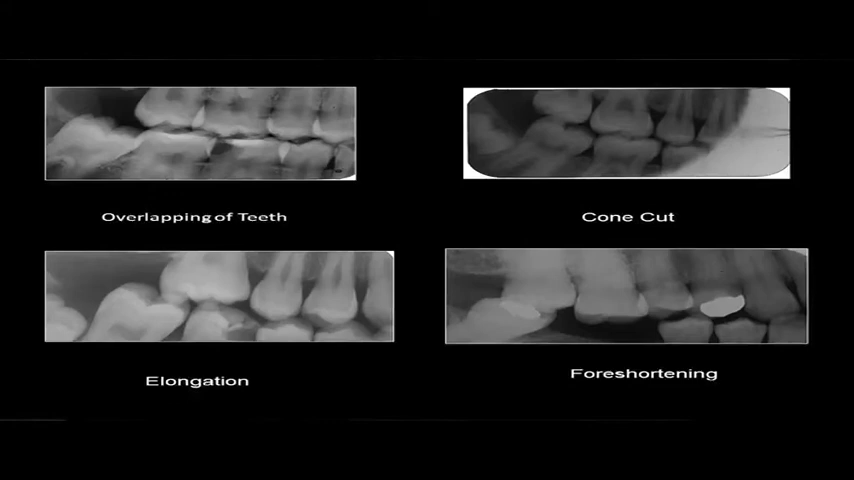 Overlapping of Teeth
Cone Cut
Elongation
Foreshortening